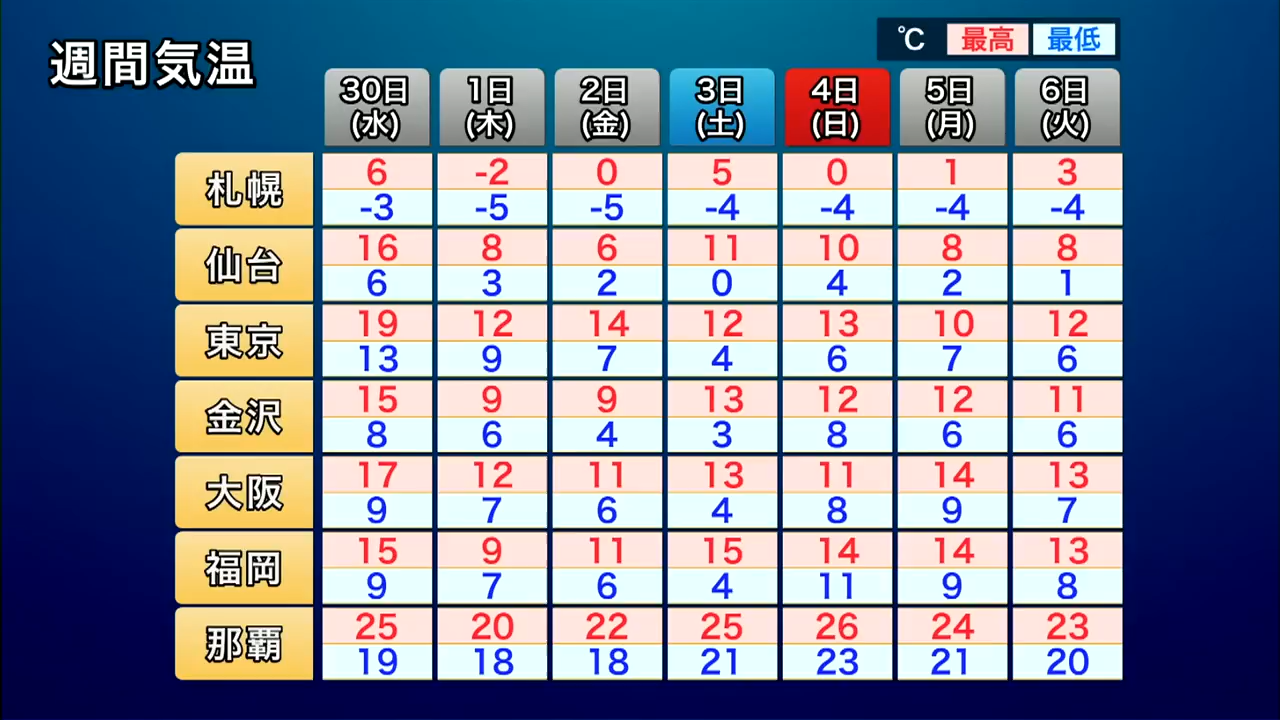 週間気温
℃ 最高 最低
30日 1日 2日 3日 4日 5日 6日
(水) (木) (金) (土) (日) (月) (火)
札幌 6 -2 0 5 0 1 3
-3 -5 -5 -4 -4 -4 -4
仙台 16 8 6 11 10 8 8
6 3 2 0 4 2 1
東京 19 12 14 12 13 10 12
13 9 7 4 6 7 6
金沢 15 9 9 13 12 12 11
8 6 4 3 8 6 6
大阪 17 12 11 13 11 14 13
9 7 6 4 8 9 7
福岡 15 9 11 15 14 14 13
9 7 6 4 11 9 8
那覇 25 20 22 25 26 24 23
19 18 18 21 23 21 20